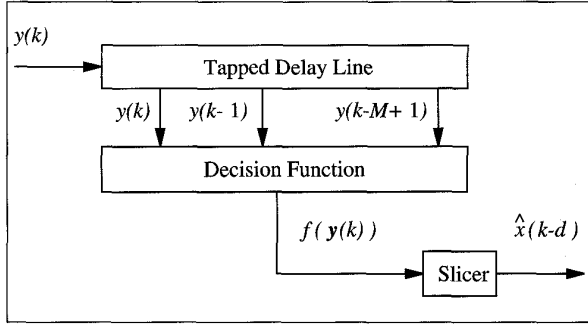 y(k)
Tapped Delay Line
y(k) y(k-1) y(k-M+1)
Decision Function
f(y(k)) x̂(k-d)
Slicer